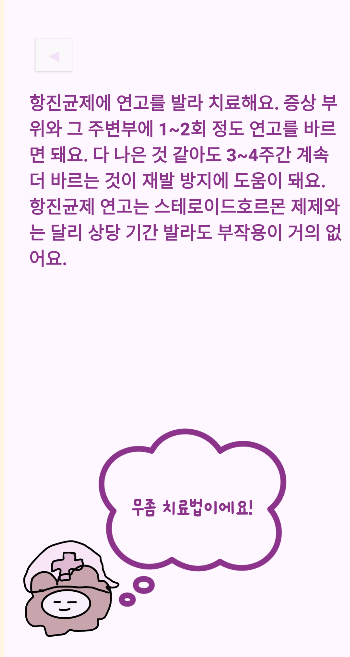 항진균제에 연고를 발라 치료해요. 증상 부
위와 그 주변부에 1~2회 정도 연고를 바르
면 돼요. 다 나은 것 같아도 3~4주간 계속
더 바르는 것이 재발 방지에 도움이 돼요.
항진균제 연고는 스테로이드호르몬 제제와
는 달리 상당 기간 발라도 부작용이 거의 없
어요.
무좀 치료법이에요!